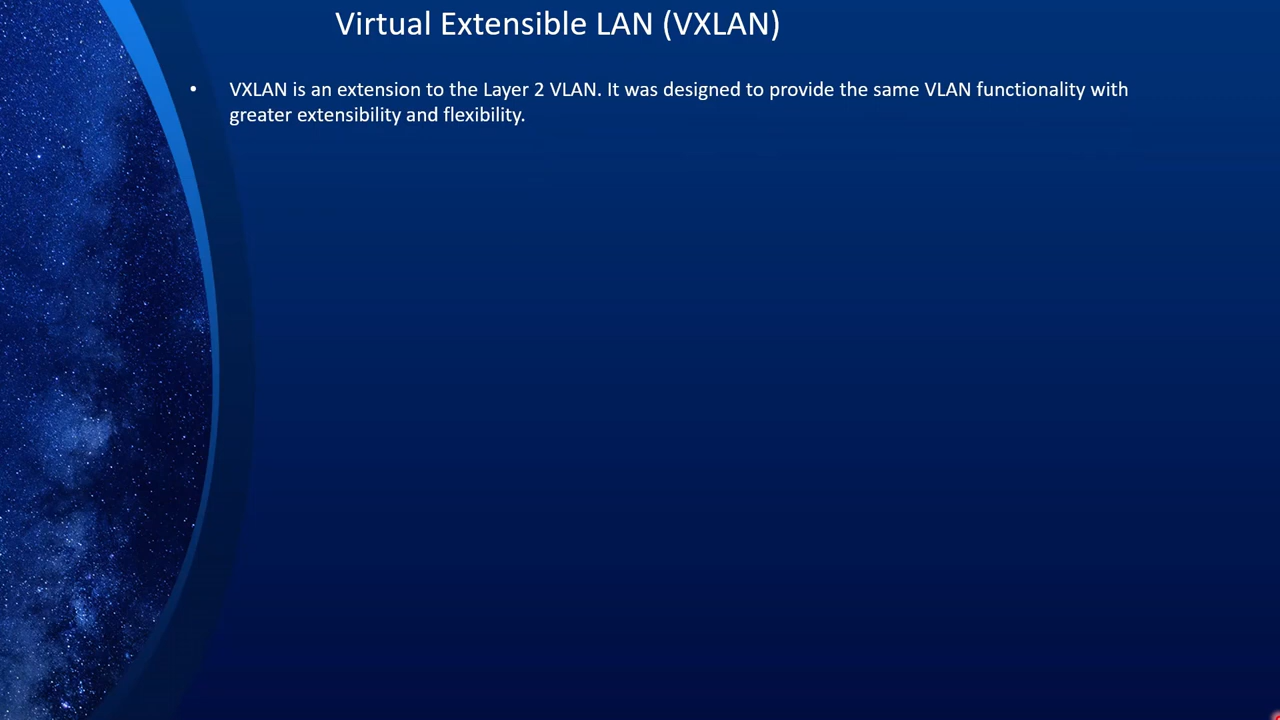 Virtual Extensible LAN (VXLAN)
• VXLAN is an extension to the Layer 2 VLAN. It was designed to provide the same VLAN functionality with
greater extensibility and flexibility.